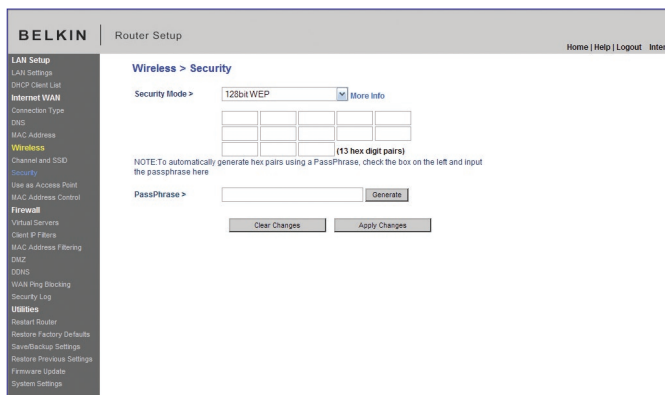 BELKIN
Router Setup
Home | Help | Logout Inter
LAN Setup
LAN Settings
DHCP Client List
Internet WAN
Connection Type
DNS
MAC Address
Wireless
Channel and SSID
Security
Use as Access Point
MAC Address Control
Firewall
Virtual Servers
Client IP Filters
MAC Address Filtering
DMZ
DDNS
WAN Ping Blocking
Security Log
Utilities
Restart Router
Restore Factory Defaults
Save/Backup Settings
Restore Previous Settings
Firmware Update
System Settings
Wireless > Security
Security Mode > 128bit WEP More Info
(13 hex digit pairs)
NOTE:To automatically generate hex pairs using a PassPhrase, check the box on the left and input
the passphrase here
PassPhrase > Generate
Clear Changes Apply Changes